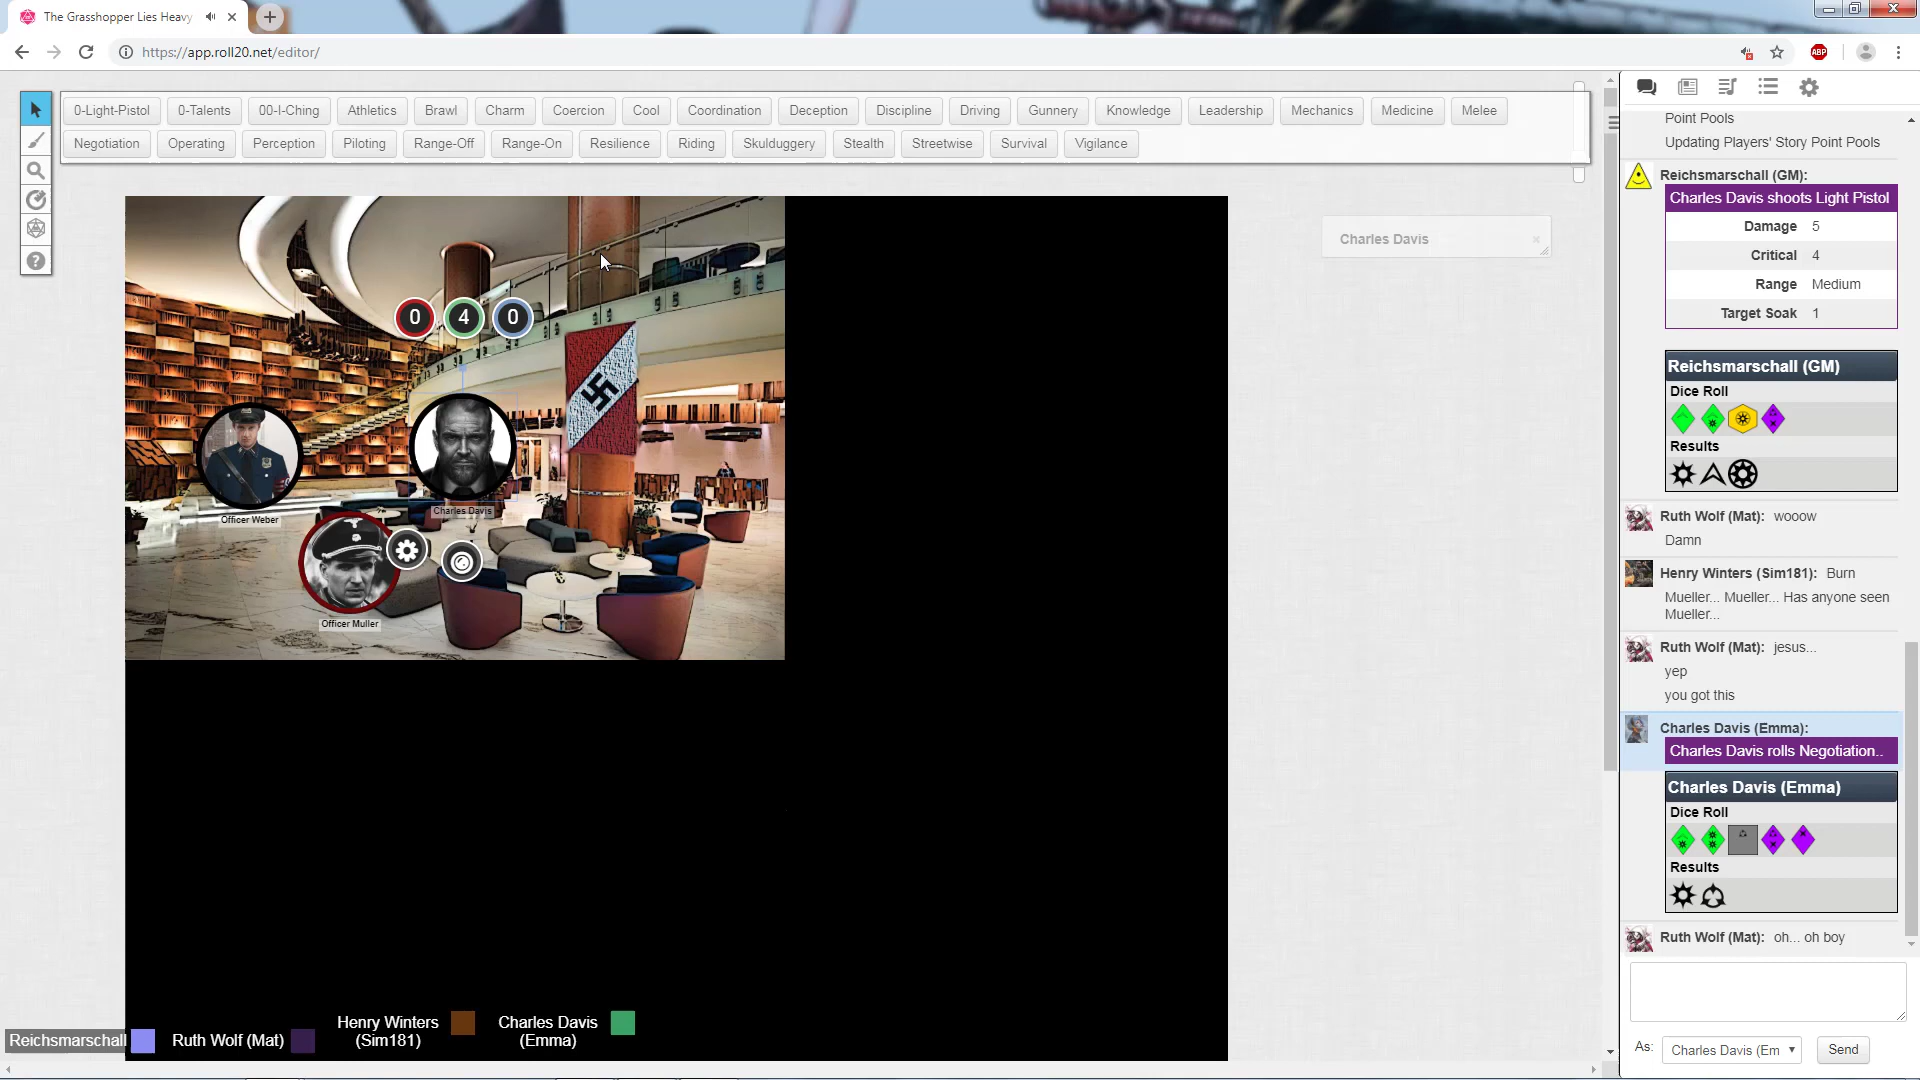 The Grasshopper Lies Heavy
https://app.roll20.net/editor/
ABP
0-Light-Pistol 0-Talents 00-I-Ching Athletics Brawl Charm Coercion Cool Coordination Deception Discipline Driving Gunnery Knowledge Leadership Mechanics Medicine Melee
Negotiation Operating Perception Piloting Range-Off Range-On Resilience Riding Skulduggery Stealth Streetwise Survival Vigilance
Charles Davis
0 4 0
Officer Weber
Charles Davis
Officer Muller
Reichsmarschall
Ruth Wolf (Mat)
Henry Winters
(Sim181)
Charles Davis
(Emma)
Point Pools
Updating Players' Story Point Pools
Reichsmarschall (GM):
Charles Davis shoots Light Pistol
Damage 5
Critical 4
Range Medium
Target Soak 1
Reichsmarschall (GM)
Dice Roll
Results
Ruth Wolf (Mat): wooow
Damn
Henry Winters (Sim181): Burn
Mueller... Mueller... Has anyone seen
Mueller...
Ruth Wolf (Mat): jesus...
yep
you got this
Charles Davis (Emma):
Charles Davis rolls Negotiation..
Charles Davis (Emma)
Dice Roll
Results
Ruth Wolf (Mat): oh... oh boy
As: Charles Davis (Em Send